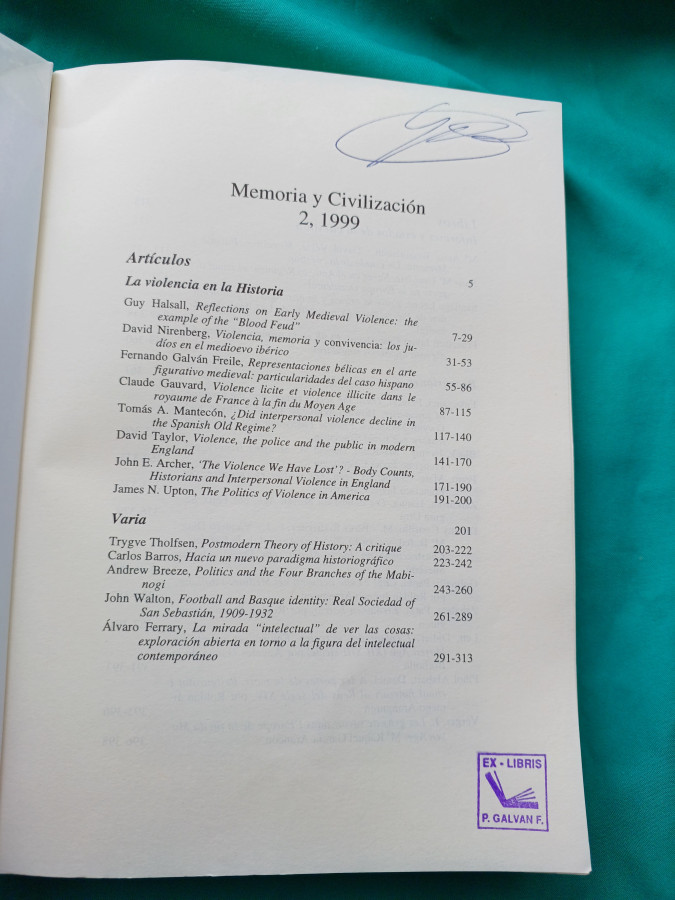 Memoria y Civilización
2, 1999
Artículos
La violencia en la Historia 5
Guy Halsall, Reflections on Early Medieval Violence: the
example of the “Blood Feud” 7-29
David Nirenberg, Violencia, memoria y convivencia: los ju-
díos en el medioevo ibérico 31-53
Fernando Galván Freile, Representaciones bélicas en el arte
figurativo medieval: particularidades del caso hispano 55-86
Claude Gauvard, Violence licite et violence illicite dans le
royaume de France à la fin du Moyen Age 87-115
Tomás A. Mantecón, ¿Did interpersonal violence decline in
the Spanish Old Regime? 117-140
David Taylor, Violence, the police and the public in modern
England 141-170
John E. Archer, ‘The Violence We Have Lost’? - Body Counts,
Historians and Interpersonal Violence in England 171-190
James N. Upton, The Politics of Violence in America 191-200
Varia 201
Trygve Tholfsen, Postmodern Theory of History: A critique 203-222
Carlos Barros, Hacia un nuevo paradigma historiográfico 223-242
Andrew Breeze, Politics and the Four Branches of the Mabi-
nogi 243-260
John Walton, Football and Basque identity: Real Sociedad of
San Sebastián, 1909-1932 261-289
Álvaro Ferrary, La mirada “intelectual” de ver las cosas:
exploración abierta en torno a la figura del intelectual
contemporáneo 291-313
EX-LIBRIS
P. GALVAN F.